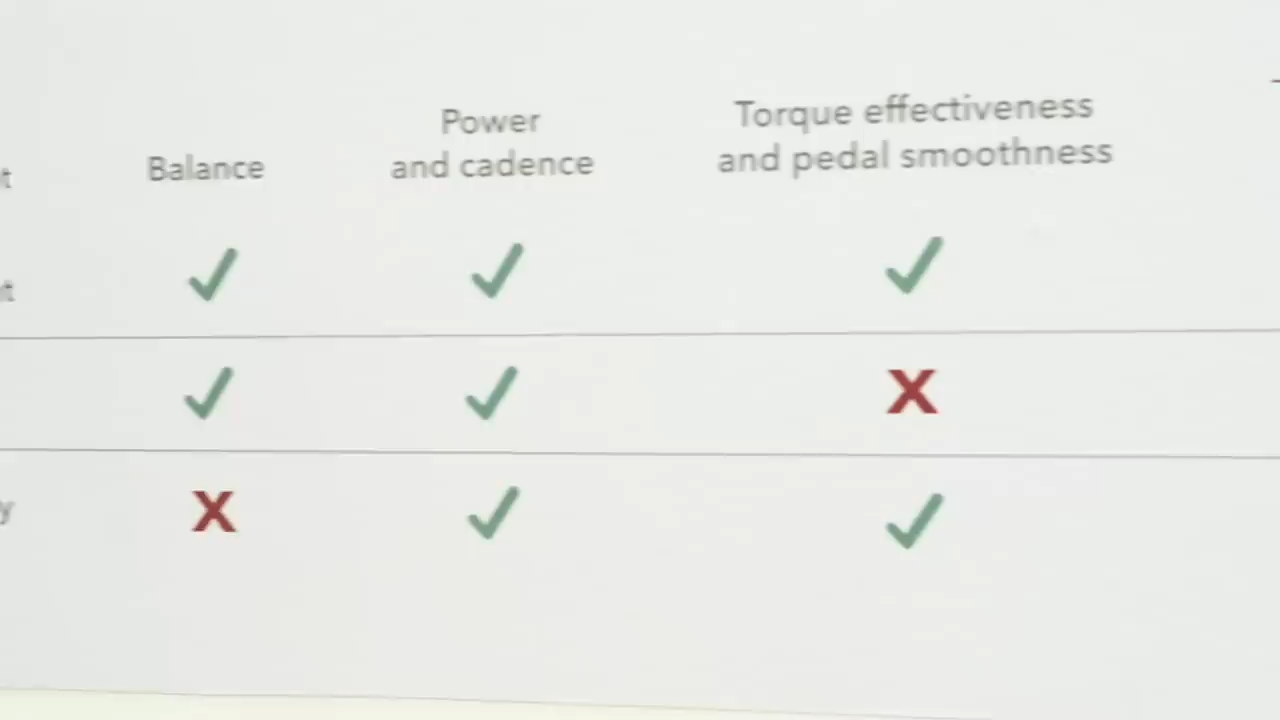 Power
and cadence
Torque effectiveness
and pedal smoothness
Balance
X
X